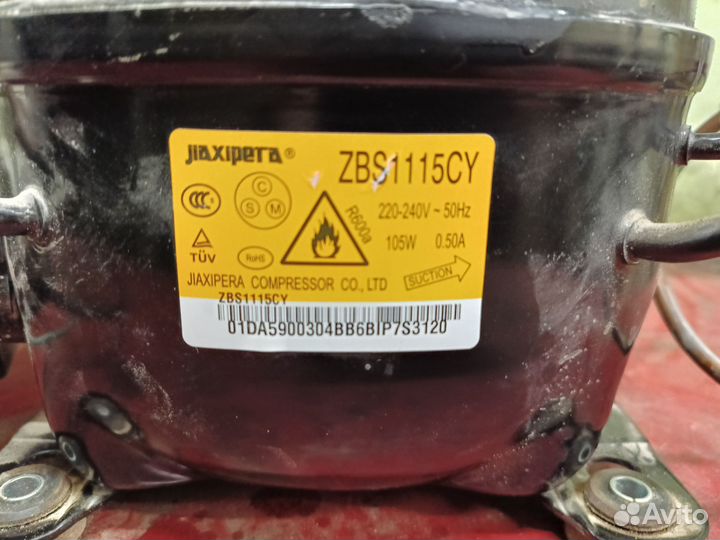 Jiaxipera®
ZBS1115CY
CCC
C
S M
R600a
220-240V ~ 50Hz
105W 0.50A
TÜV
RoHS
SUCTION
JIAXIPERA COMPRESSOR CO., LTD
ZBS1115CY
01DA5900304BB6BIP7S3120
Avito